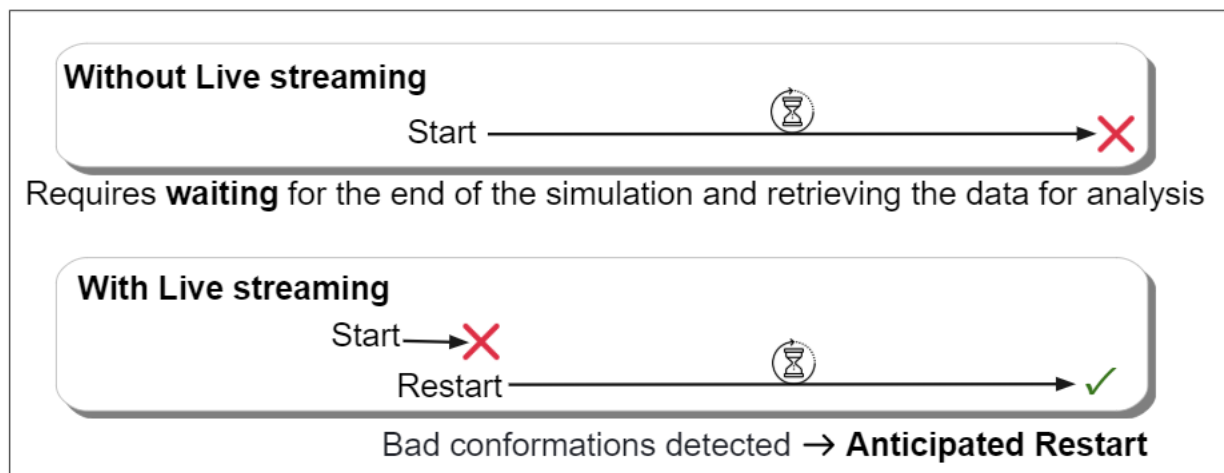 Without Live streaming
Start
Requires waiting for the end of the simulation and retrieving the data for analysis
With Live streaming
Start
Restart
Bad conformations detected → Anticipated Restart